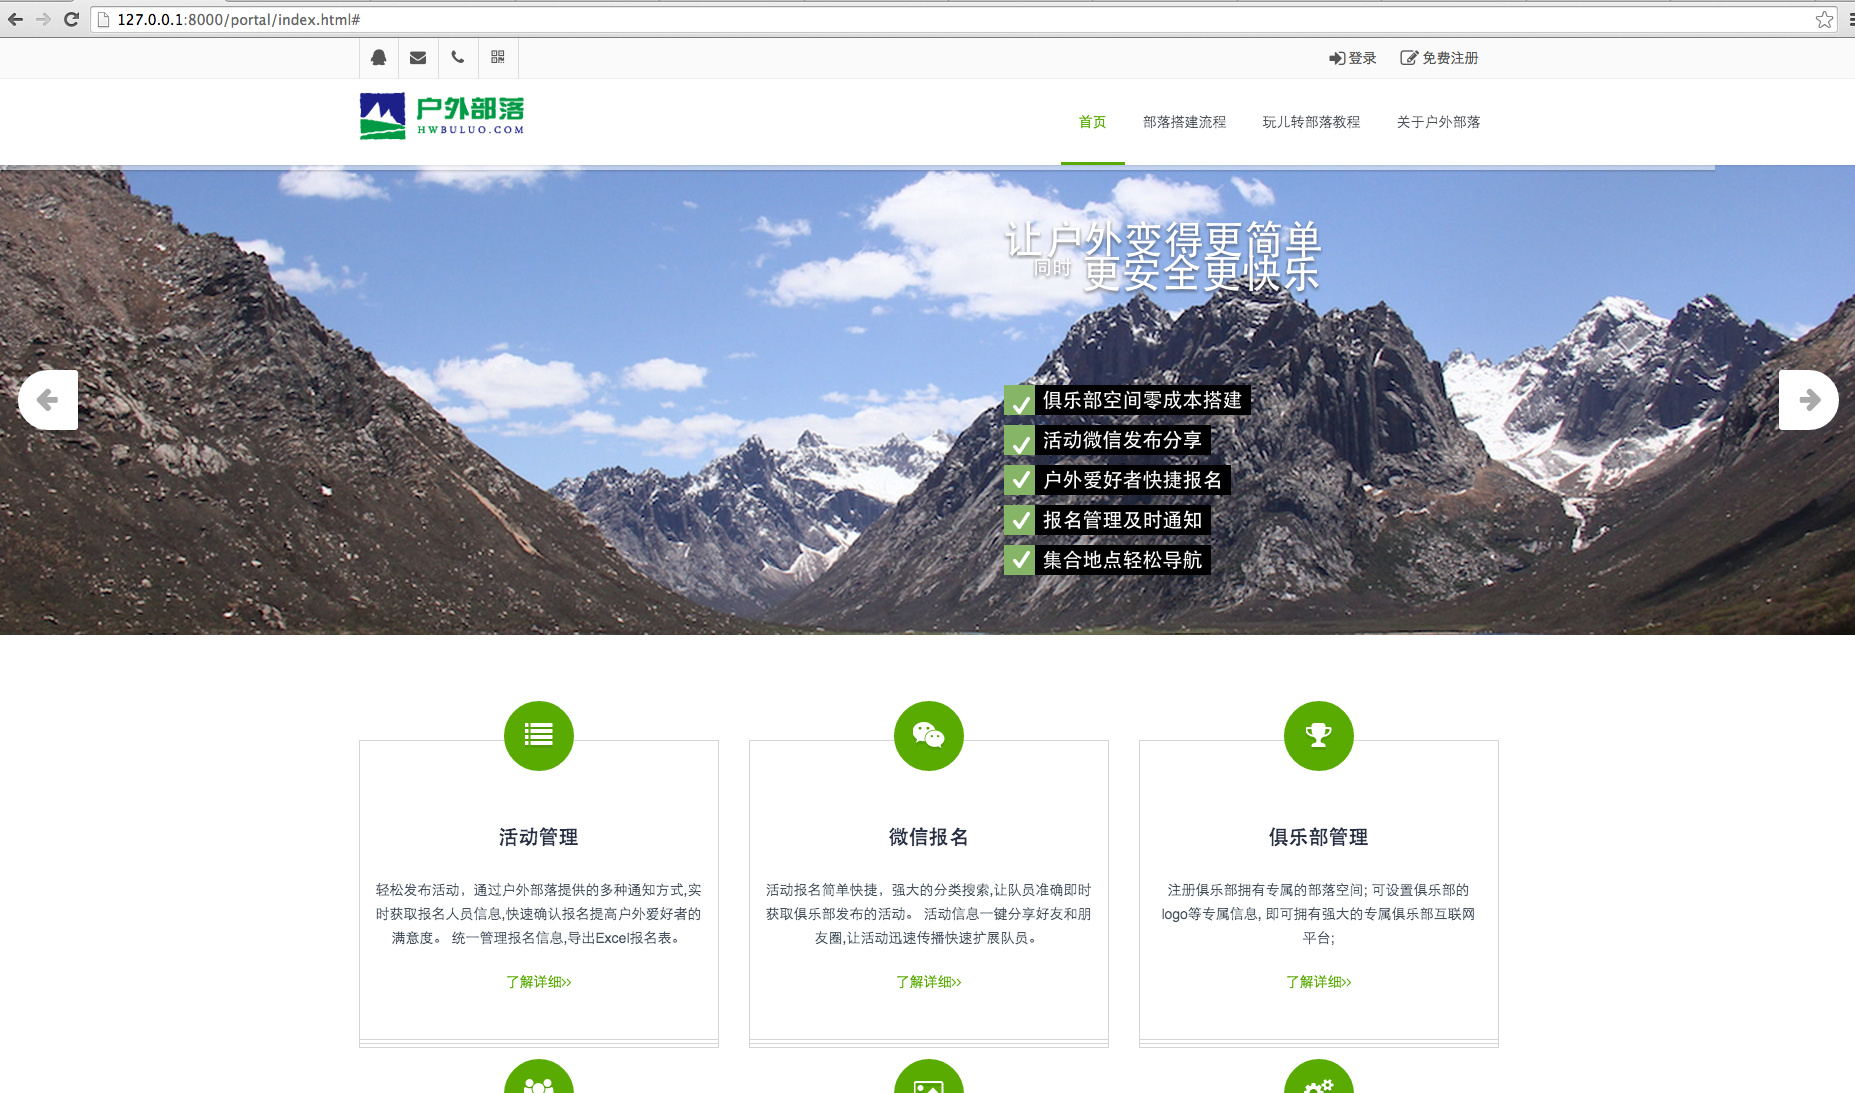 127.0.0.1:8000/portal/index.html#
登录 免费注册
户外部落
HWBULUO.COM
首页 部落搭建流程 玩儿转部落教程 关于户外部落
让户外变得更简单
同时 更安全更快乐
俱乐部空间零成本搭建
活动微信发布分享
户外爱好者快捷报名
报名管理及时通知
集合地点轻松导航
活动管理
轻松发布活动，通过户外部落提供的多种通知方式,实
时获取报名人员信息,快速确认报名提高户外爱好者的
满意度。 统一管理报名信息,导出Excel报名表。
了解详细>>
微信报名
活动报名简单快捷，强大的分类搜索,让队员准确即时
获取俱乐部发布的活动。 活动信息一键分享好友和朋
友圈,让活动迅速传播快速扩展队员。
了解详细>>
俱乐部管理
注册俱乐部拥有专属的部落空间; 可设置俱乐部的
logo等专属信息, 即可拥有强大的专属俱乐部互联网
平台;
了解详细>>